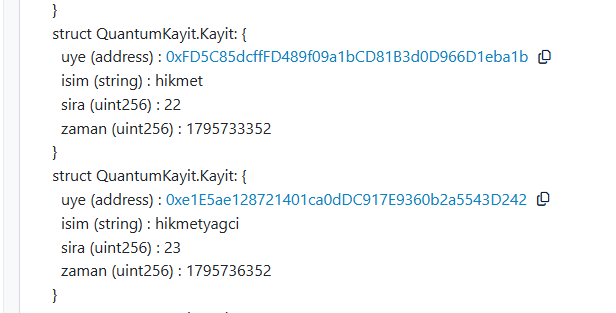 }
struct QuantumKayit.Kayit: {
uye (address) : 0xFD5C85dcffFD489f09a1bCD81B3d0D966D1eba1b
isim (string) : hikmet
sira (uint256) : 22
zaman (uint256) : 1795733352
}
struct QuantumKayit.Kayit: {
uye (address) : 0xe1E5ae128721401ca0dDC917E9360b2a5543D242
isim (string) : hikmetyagci
sira (uint256) : 23
zaman (uint256) : 1795736352
}